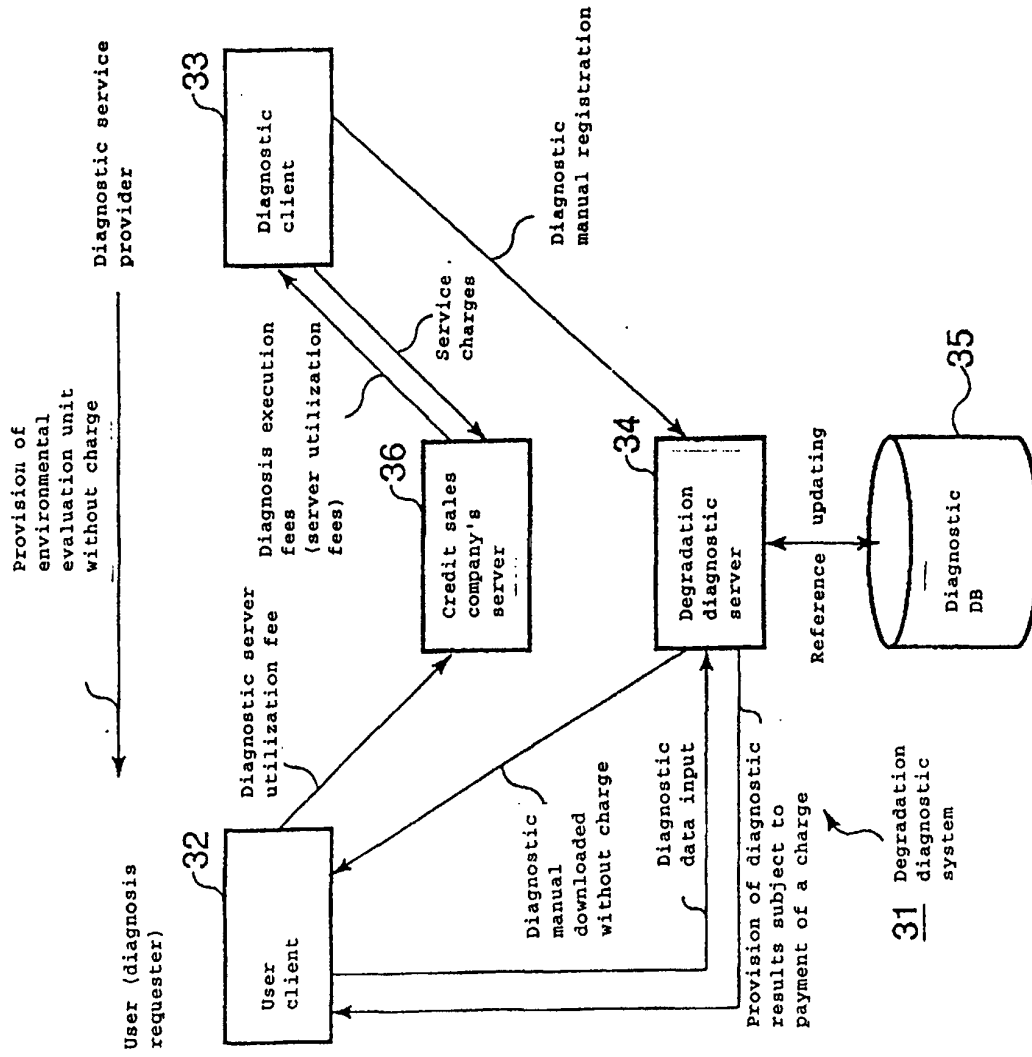 Provision of
environmental
evaluation unit
without charge
User (diagnosis
requester)
Diagnostic service
provider
32
User
client
33
Diagnostic
client
Diagnostic server
utilization fee
Diagnosis execution
fees
(server utilization
fees)
Service
charges
36
Credit sales
company's
server
Diagnostic
manual registration
Diagnostic
manual
downloaded
without charge
34
Degradation
diagnostic
server
Diagnostic
data input
Provision of diagnostic
results subject to
payment of a charge
Reference updating
35
Diagnostic
DB
31 Degradation
diagnostic
system